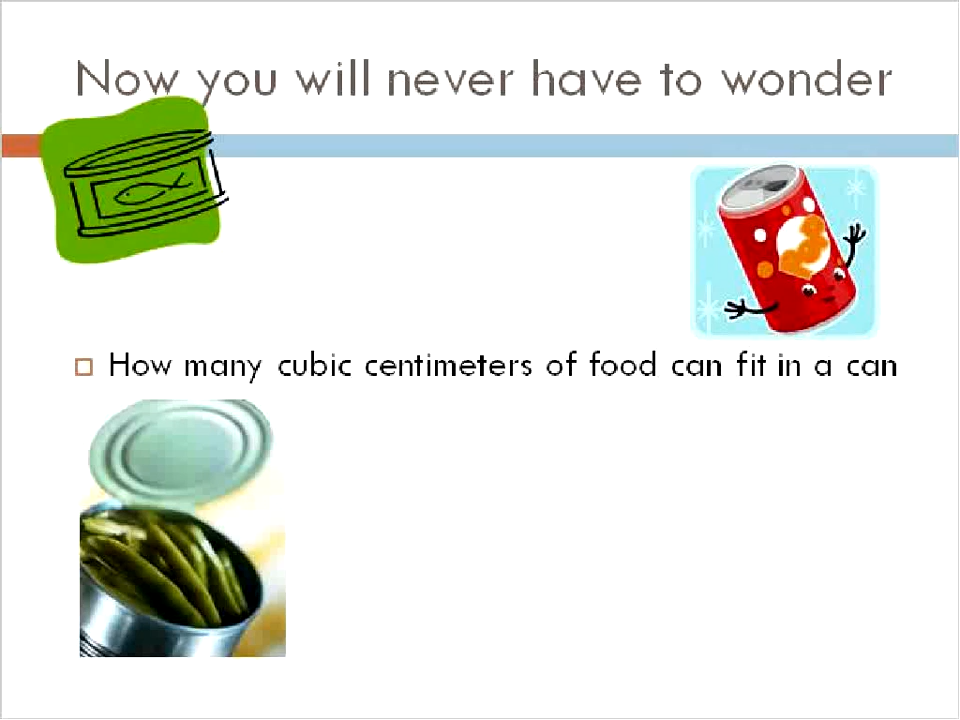 Now you will never have to wonder
How many cubic centimeters of food can fit in a can